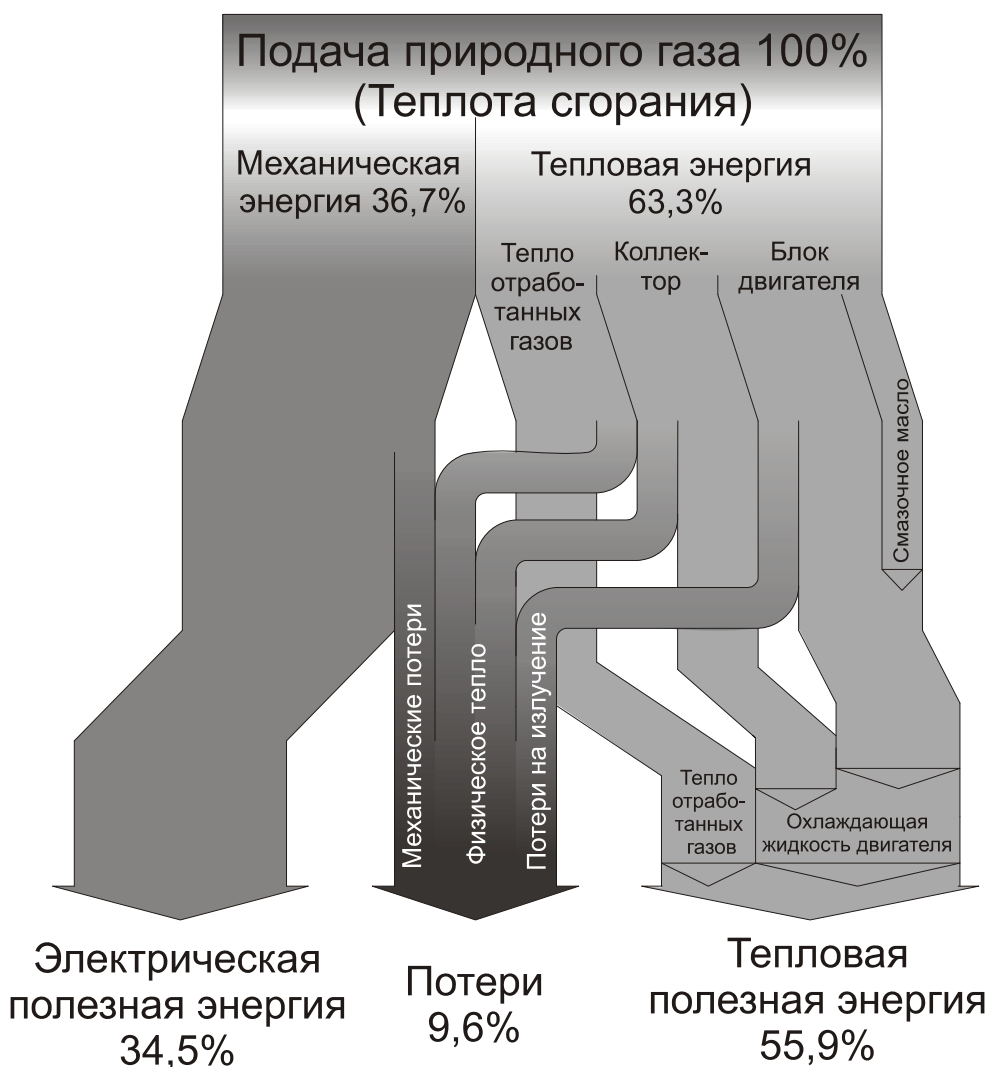 Подача природного газа 100%
(Теплота сгорания)
Механическая
энергия 36,7%
Тепловая энергия
63,3%
Тепло
отрабо-
танных
газов
Коллек-
тор
Блок
двигателя
Смазочное масло
Механические потери
Физическое тепло
Потери на излучение
Тепло
отрабо-
танных
газов
Охлаждающая
жидкость двигателя
Электрическая
полезная энергия
34,5%
Потери
9,6%
Тепловая
полезная энергия
55,9%